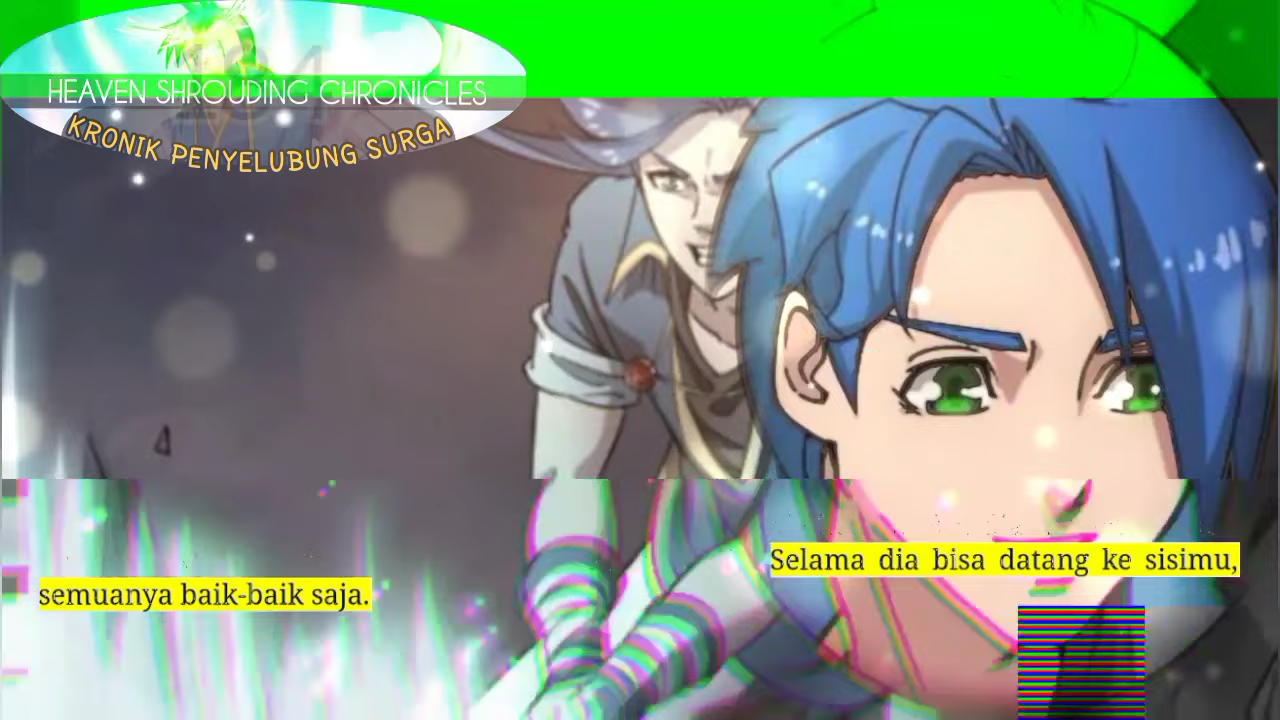 HEAVEN SHROUDING CHRONICLES
KRONIK PENYELUBUNG SURGA
Selama dia bisa datang ke sisimu,
semuanya baik-baik saja.